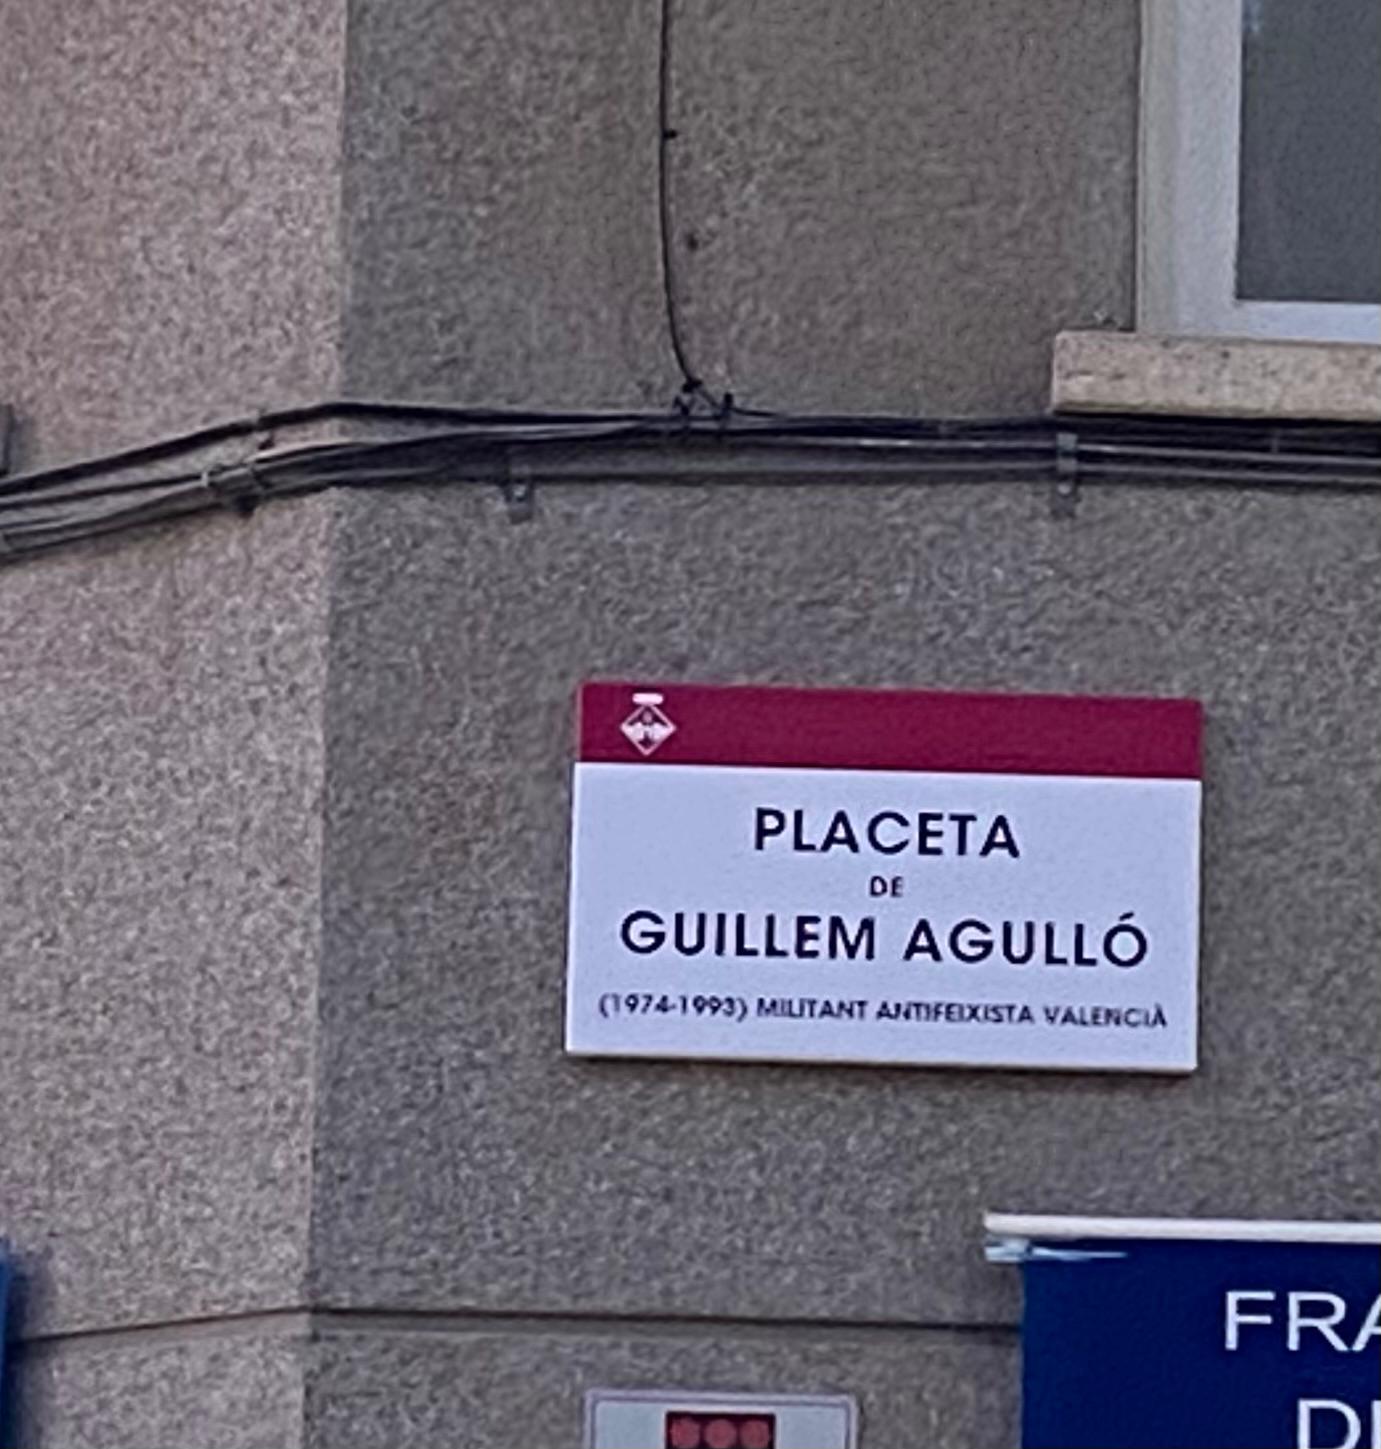 PLACETA
DE
GUILLEM AGULLÓ
(1974-1993) MILITANT ANTIFEIXISTA VALENCIÀ
FRA